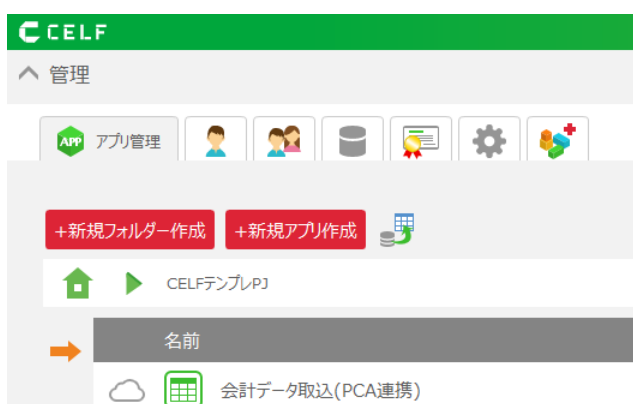 CELF
管理
APP アプリ管理
+新規フォルダー作成 +新規アプリ作成
CELFテンプレPJ
名前
会計データ取込(PCA連携)